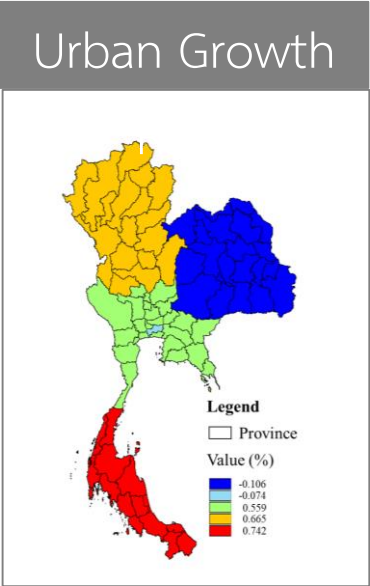 Urban Growth
Legend
Province
Value (%)
-0.106
-0.074
0.559
0.665
0.742